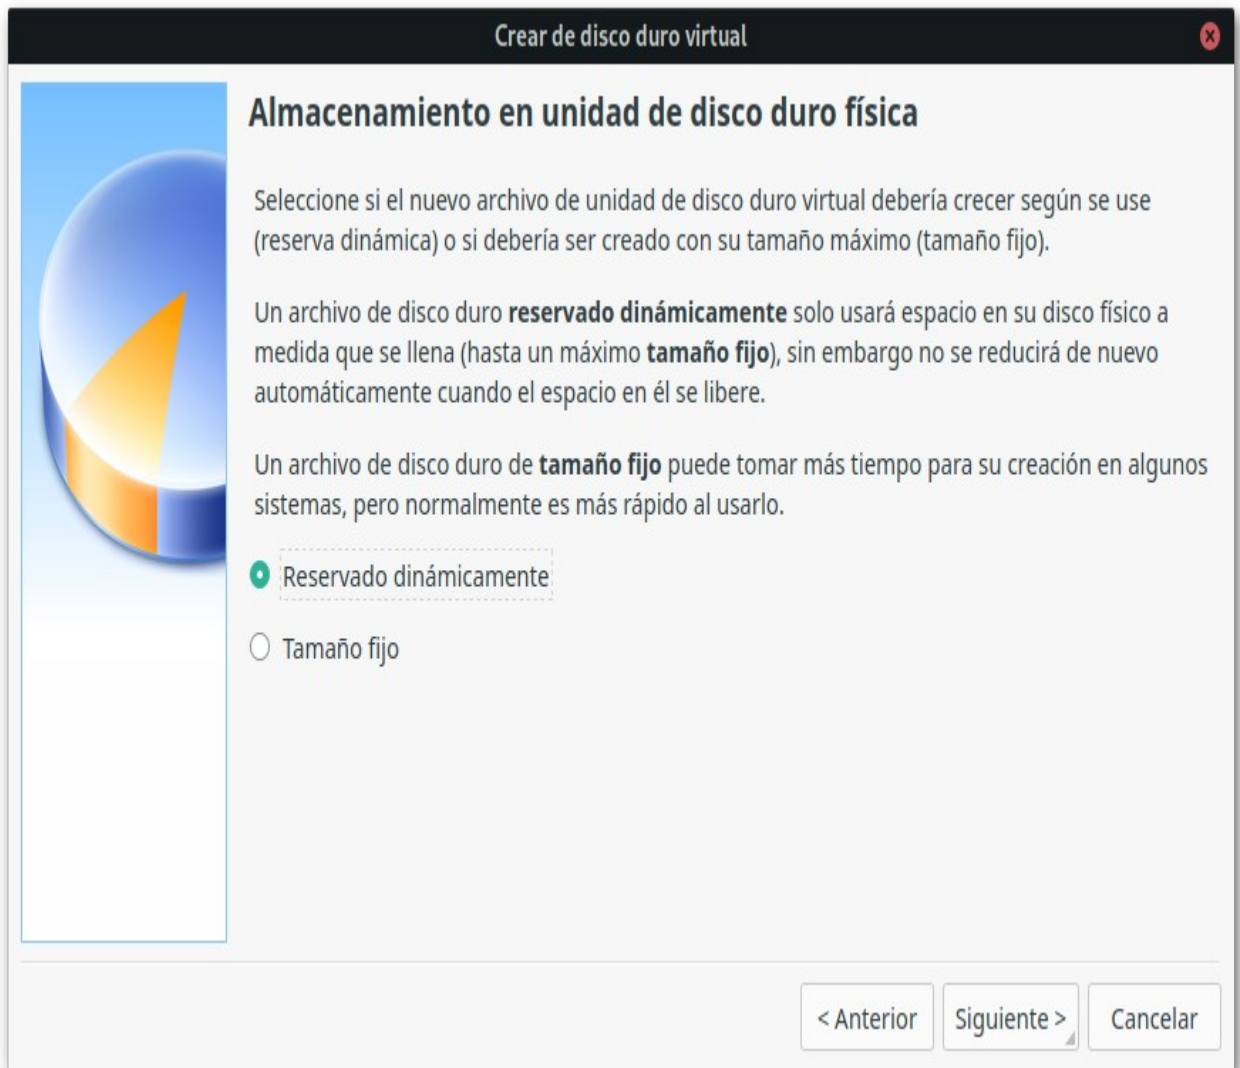 Crear de disco duro virtual
Almacenamiento en unidad de disco duro física
Seleccione si el nuevo archivo de unidad de disco duro virtual debería crecer según se use
(reserva dinámica) o si debería ser creado con su tamaño máximo (tamaño fijo).
Un archivo de disco duro reservado dinámicamente solo usará espacio en su disco físico a
medida que se llena (hasta un máximo tamaño fijo), sin embargo no se reducirá de nuevo
automáticamente cuando el espacio en él se libere.
Un archivo de disco duro de tamaño fijo puede tomar más tiempo para su creación en algunos
sistemas, pero normalmente es más rápido al usarlo.
Reservado dinámicamente
Tamaño fijo
< Anterior Siguiente > Cancelar